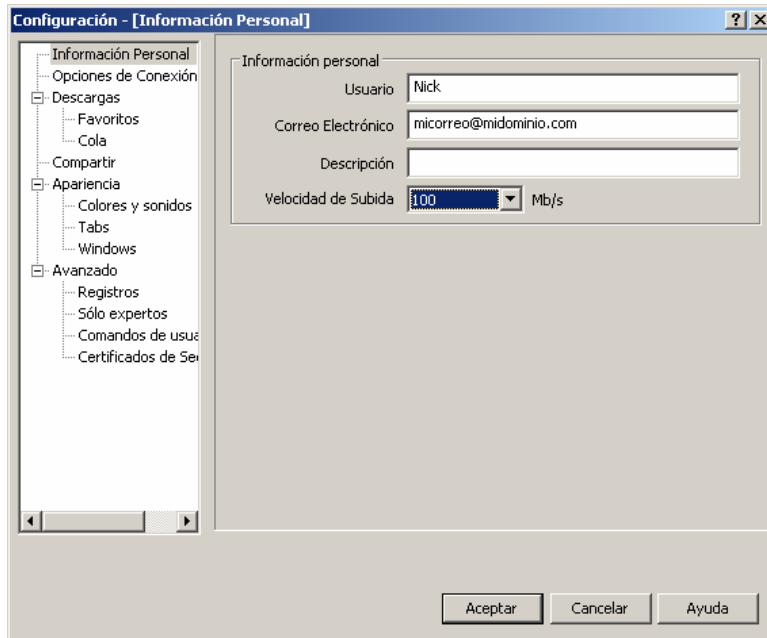 Configuración - [Información Personal]
Información Personal
Opciones de Conexión
Descargas
Favoritos
Cola
Compartir
Apariencia
Colores y sonidos
Tabs
Windows
Avanzado
Registros
Sólo expertos
Comandos de usua
Certificados de Se
Información personal
Usuario Nick
Correo Electrónico micorreo@midominio.com
Descripción
Velocidad de Subida 100 Mb/s
Aceptar Cancelar Ayuda